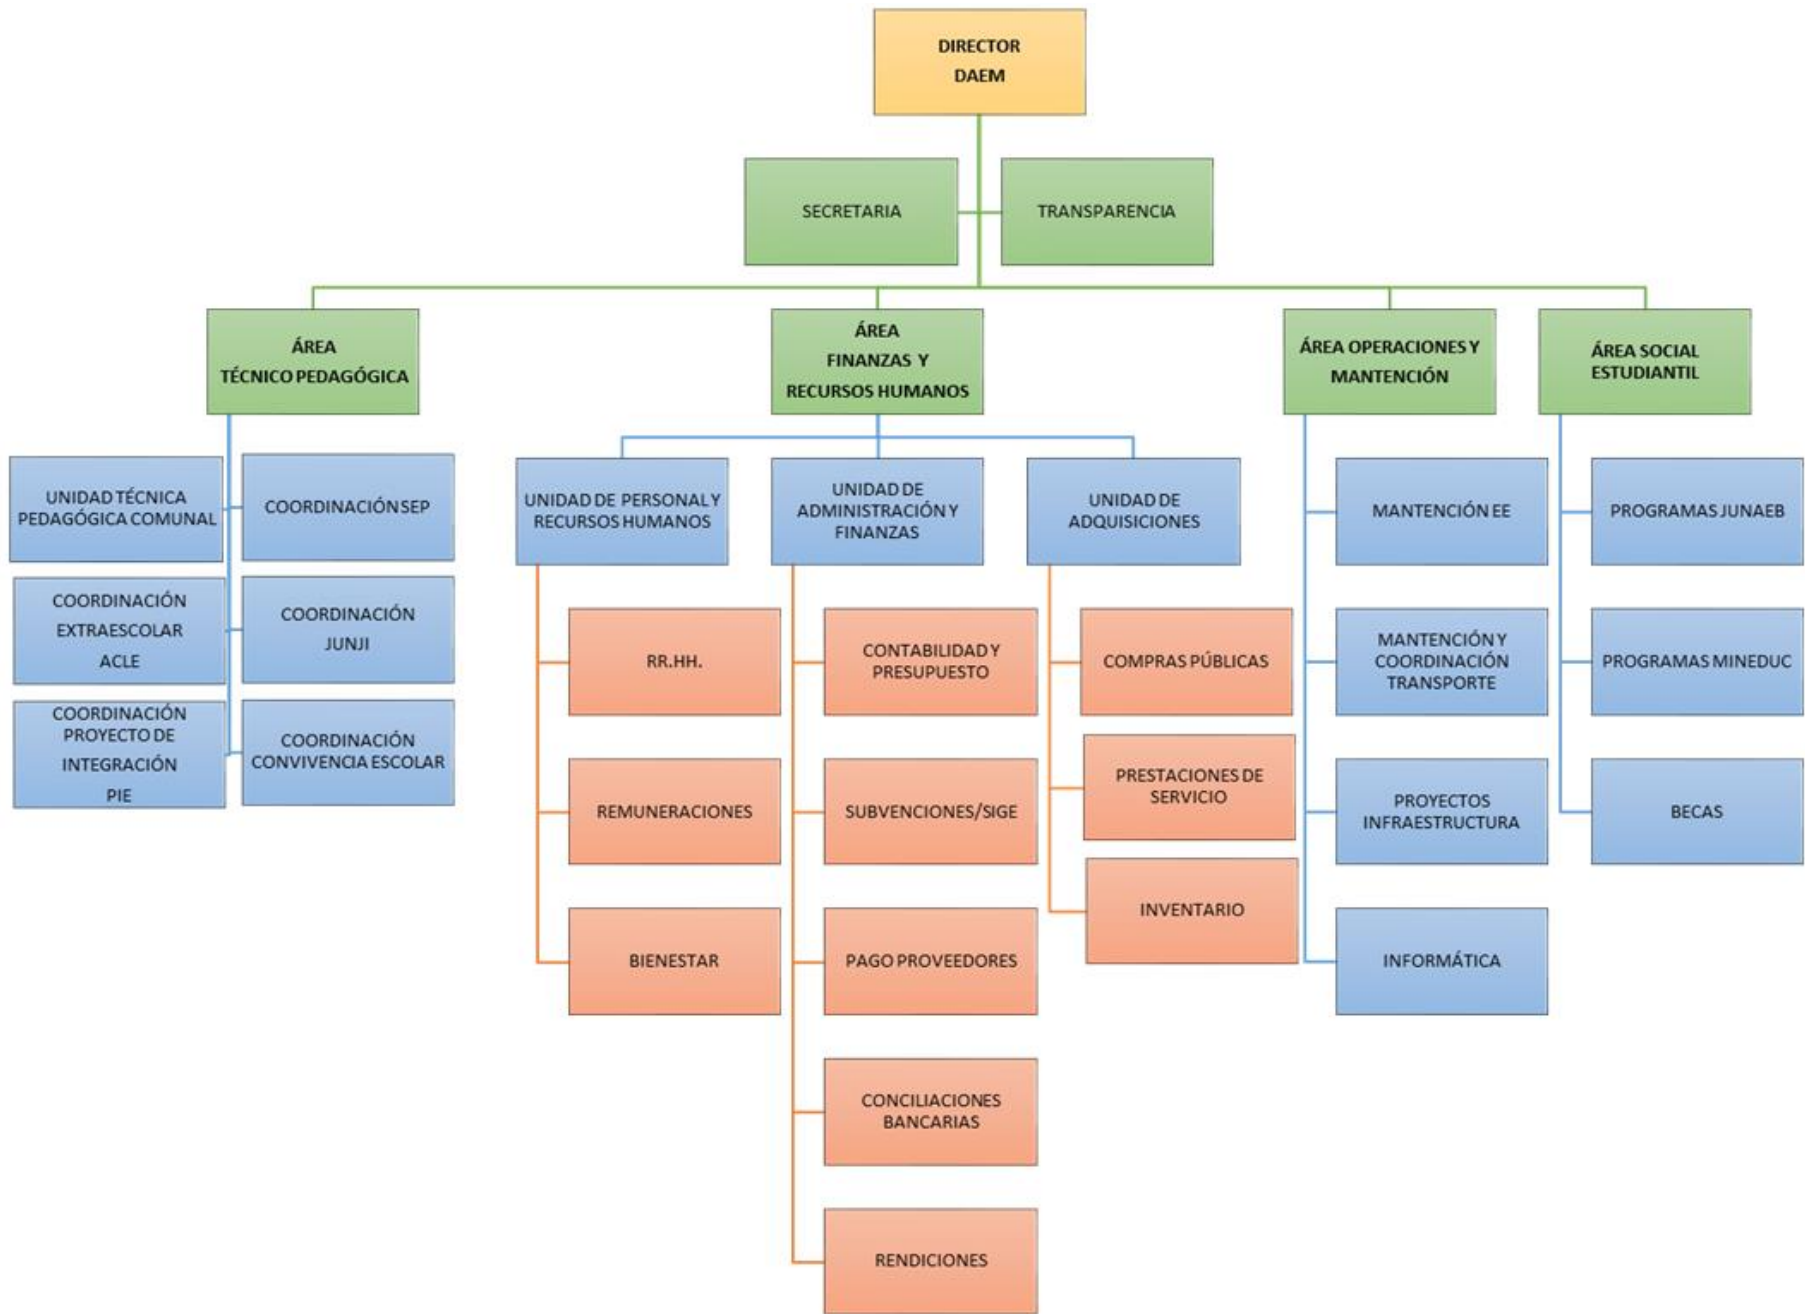 DIRECTOR
DAEM
SECRETARIA
TRANSPARENCIA
ÁREA
TÉCNICO PEDAGÓGICA
ÁREA
FINANZAS Y
RECURSOS HUMANOS
ÁREA OPERACIONES Y
MANTENCIÓN
ÁREA SOCIAL
ESTUDIANTIL
UNIDAD TÉCNICA
PEDAGÓGICA COMUNAL
COORDINACIÓN SEP
COORDINACIÓN
EXTRAESCOLAR
ACLE
COORDINACIÓN
JUNJI
COORDINACIÓN
PROYECTO DE
INTEGRACIÓN
PIE
COORDINACIÓN
CONVIVENCIA ESCOLAR
UNIDAD DE PERSONAL Y
RECURSOS HUMANOS
RR.HH.
REMUNERACIONES
BIENESTAR
UNIDAD DE
ADMINISTRACIÓN Y
FINANZAS
CONTABILIDAD Y
PRESUPUESTO
SUBVENCIONES/SIGE
PAGO PROVEEDORES
CONCILIACIONES
BANCARIAS
RENDICIONES
UNIDAD DE
ADQUISICIONES
COMPRAS PÚBLICAS
PRESTACIONES DE
SERVICIO
INVENTARIO
MANTENCIÓN EE
MANTENCIÓN Y
COORDINACIÓN
TRANSPORTE
PROYECTOS
INFRAESTRUCTURA
INFORMÁTICA
PROGRAMAS JUNAEB
PROGRAMAS MINEDUC
BECAS